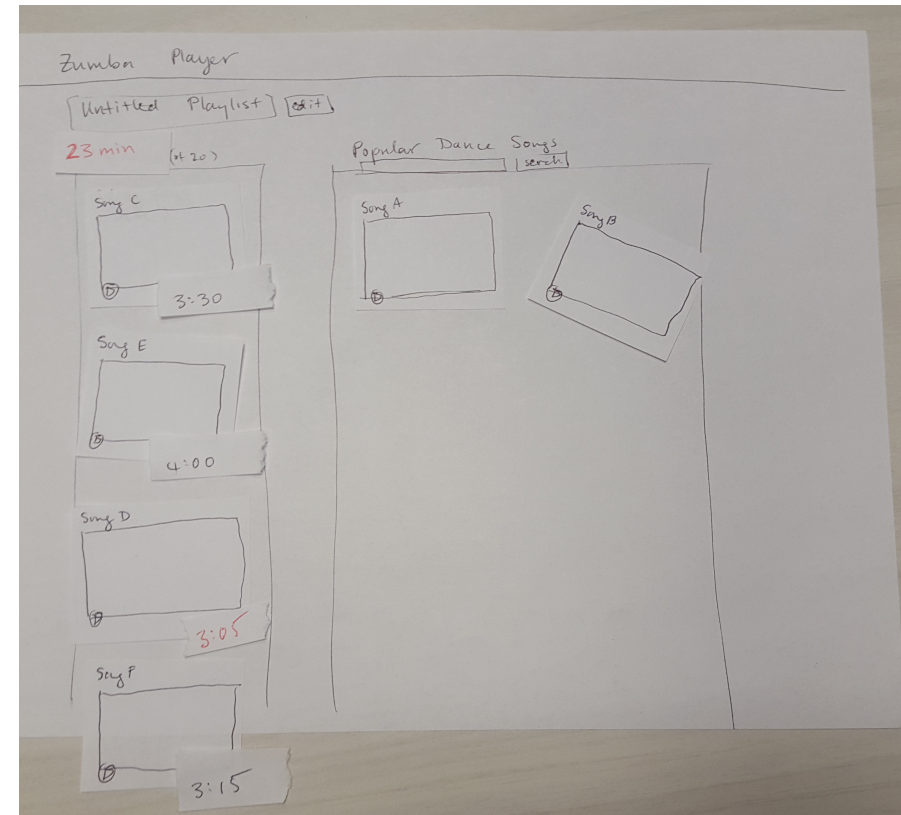 Zumba Player
Untitled Playlist edit
23 min (of 20)
Song C
3:30
Song E
4:00
Song D
3:05
Song F
3:15
Popular Dance Songs
serch
Song A
Song B